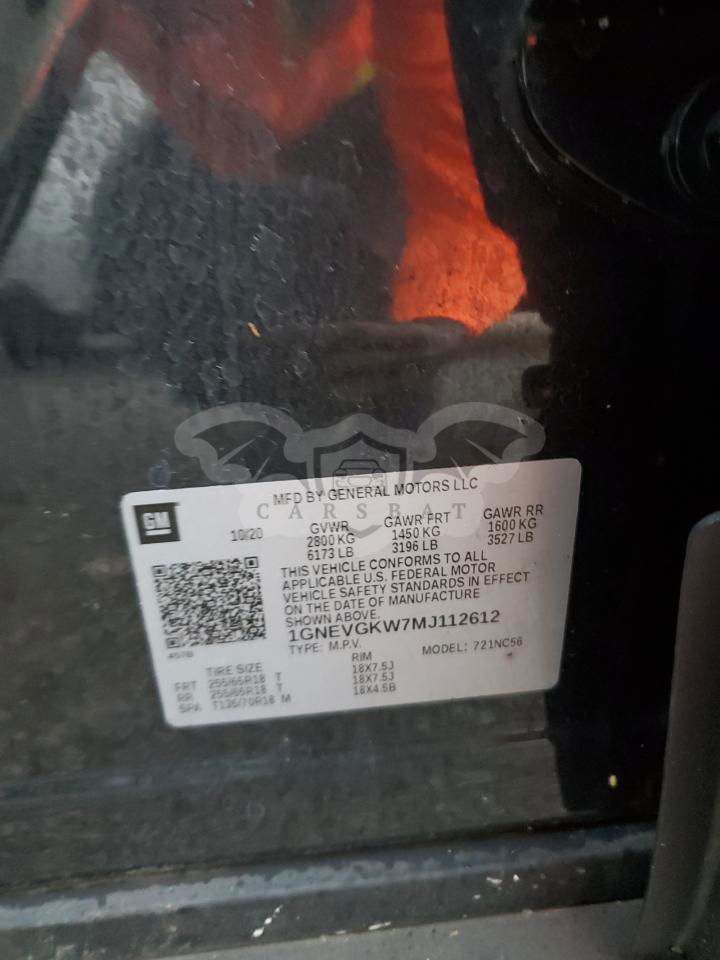 MFD BY GENERAL MOTORS LLC
GM
CARSBAT
10/20
GVWR GAWR FRT GAWR RR
2800 KG 1450 KG 1600 KG
6173 LB 3196 LB 3527 LB
THIS VEHICLE CONFORMS TO ALL
APPLICABLE U.S. FEDERAL MOTOR
VEHICLE SAFETY STANDARDS IN EFFECT
ON THE DATE OF MANUFACTURE
SHOWN ABOVE.
1GNEVGKW7MJ112612
TYPE: M.P.V. MODEL: 721NC56
TIRE SIZE RIM
FRT 255/65R18 T 18X7.5J
RR 255/65R18 T 18X7.5J
SPA T135/70R18 M 18X4.5B